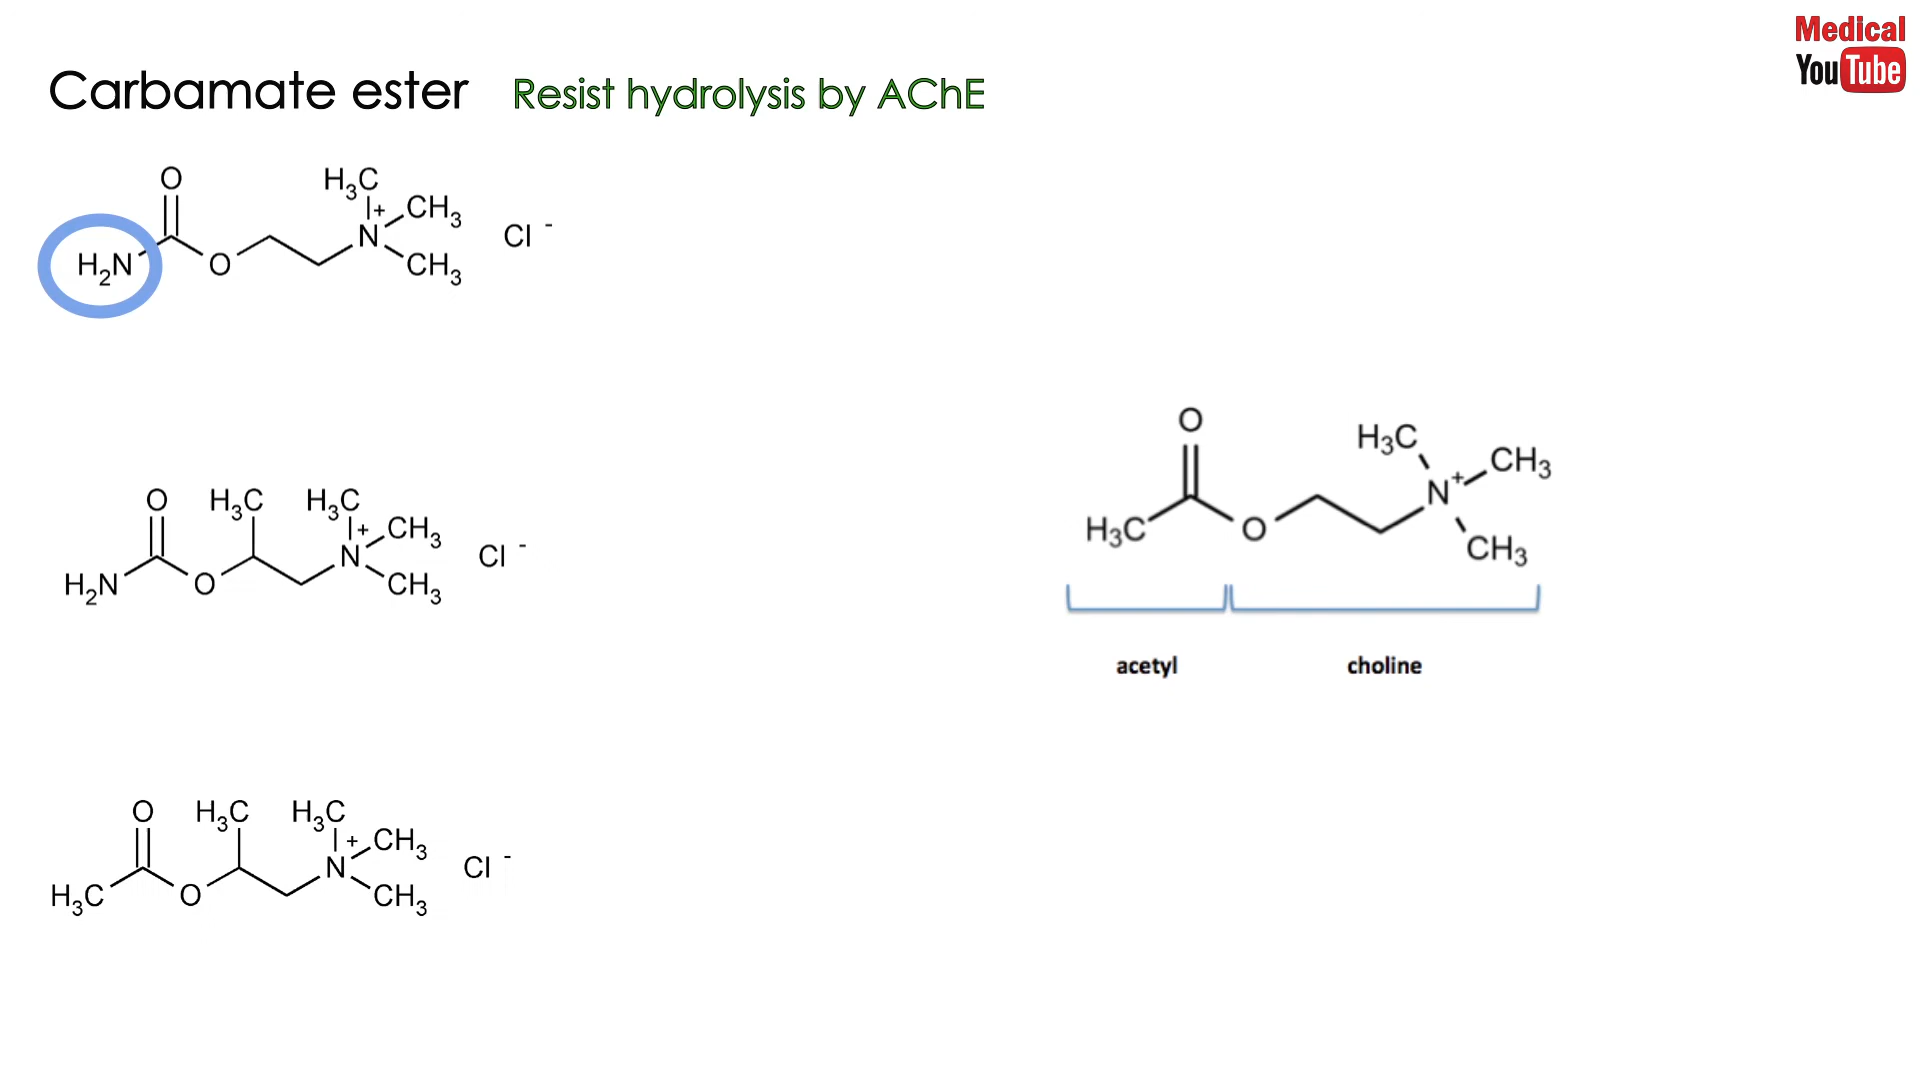 Medical
YouTube
Carbamate ester Resist hydrolysis by AChE
O H₃C
CH₃
H₂N O N⁺ CH₃ Cl⁻
O H₃C H₃C
CH₃
H₂N O N⁺ CH₃ Cl⁻
O H₃C CH₃
H₃C O N⁺ CH₃
acetyl choline
O H₃C H₃C
CH₃
H₃C O N⁺ CH₃ Cl⁻